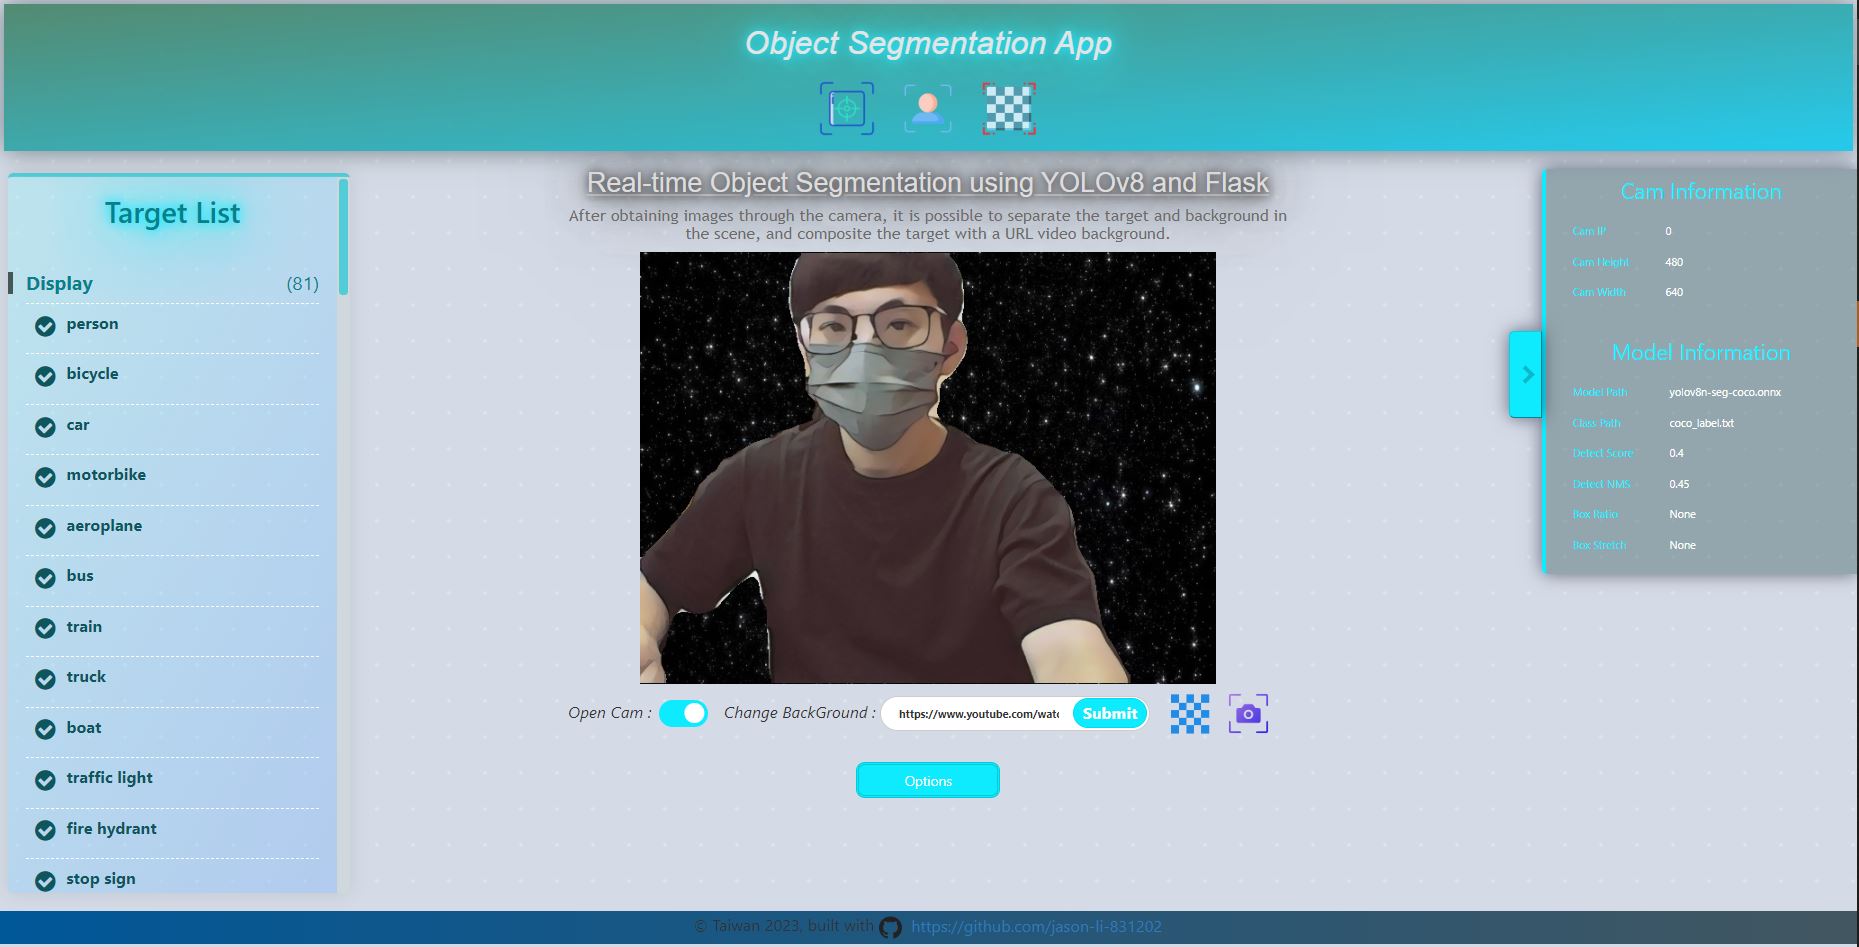 Object Segmentation App
Target List
Display (81)
person
bicycle
car
motorbike
aeroplane
bus
train
truck
boat
traffic light
fire hydrant
stop sign
Real-time Object Segmentation using YOLOv8 and Flask
After obtaining images through the camera, it is possible to separate the target and background in
the scene, and composite the target with a URL video background.
Open Cam :
Change BackGround :
https://www.youtube.com/watc
Submit
Options
Cam Information
Cam IP 0
Cam Height 480
Cam Width 640
Model Information
Model Path yolov8n-seg-coco.onnx
Class Path coco_label.txt
Detect Score 0.4
Detect NMS 0.45
Box Ratio None
Box Stretch None
© Taiwan 2023, built with https://github.com/jason-li-831202